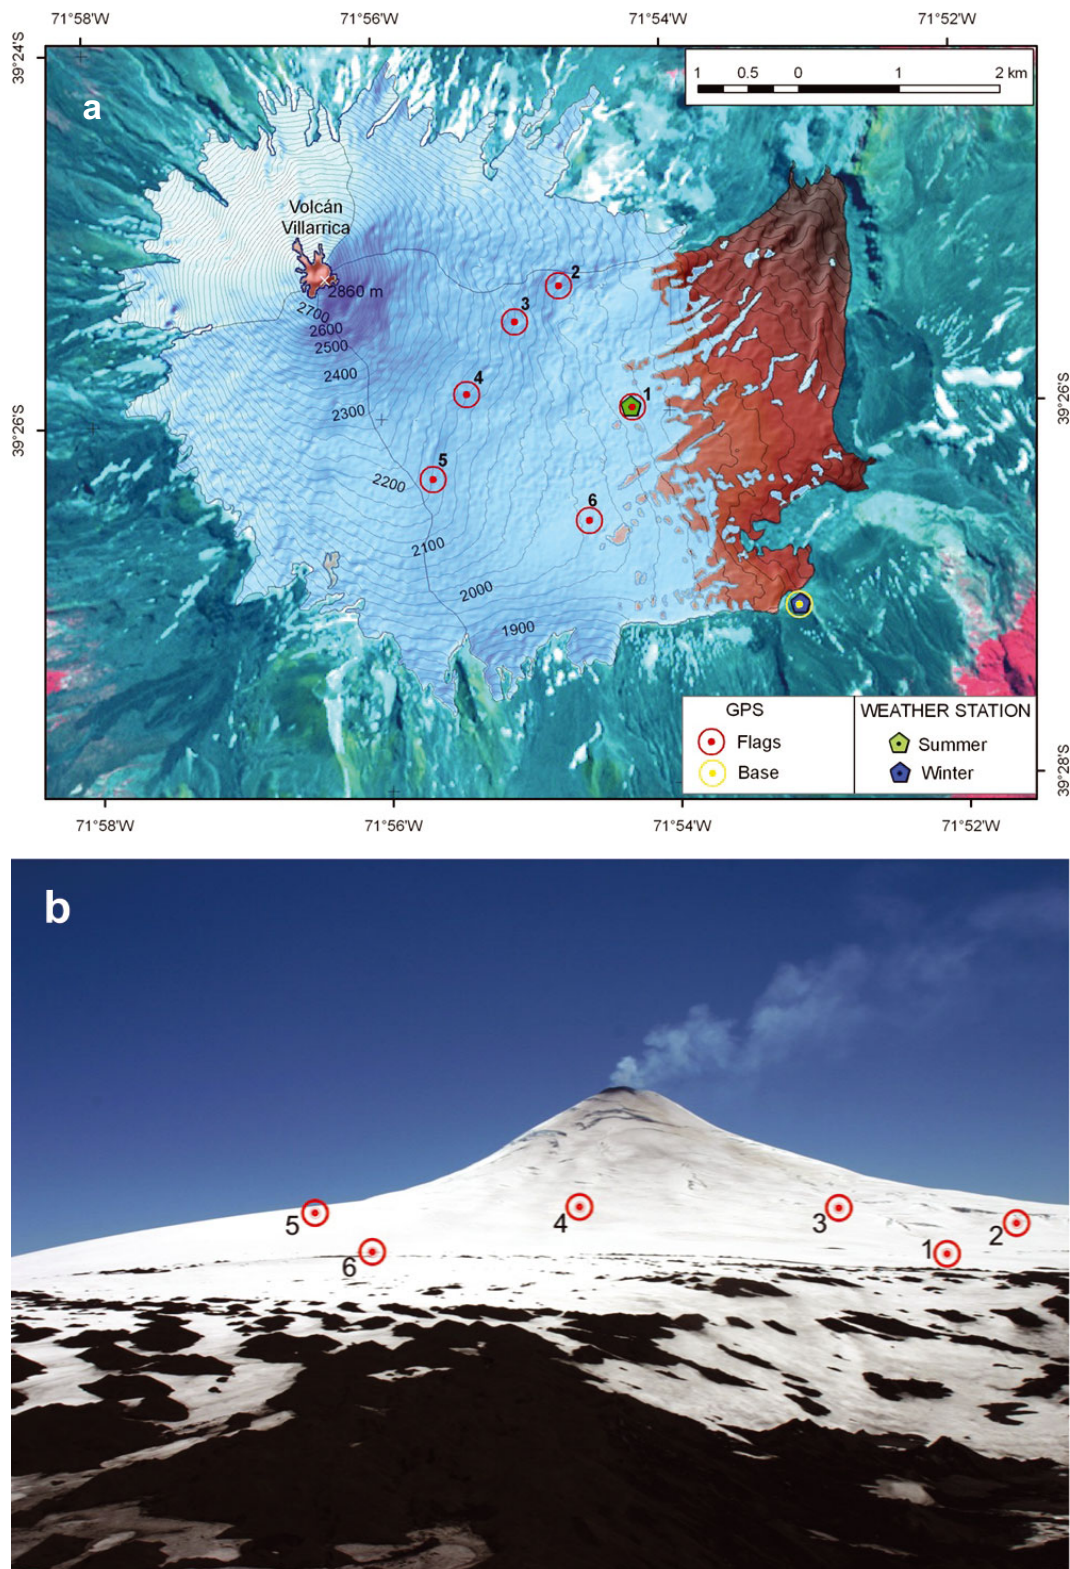 71°58'W 71°56'W 71°54'W 71°52'W
39°24'S
a
1 0.5 0 1 2 km
Volcán
Villarrica
2860 m
2700
2600
2500
2400
2300
2200
2100
2000
1900
2
3
4
1
5
6
39°26'S
39°26'S
39°28'S
GPS
Flags
Base
WEATHER STATION
Summer
Winter
71°58'W 71°56'W 71°54'W 71°52'W
b
5
4
3
2
6
1